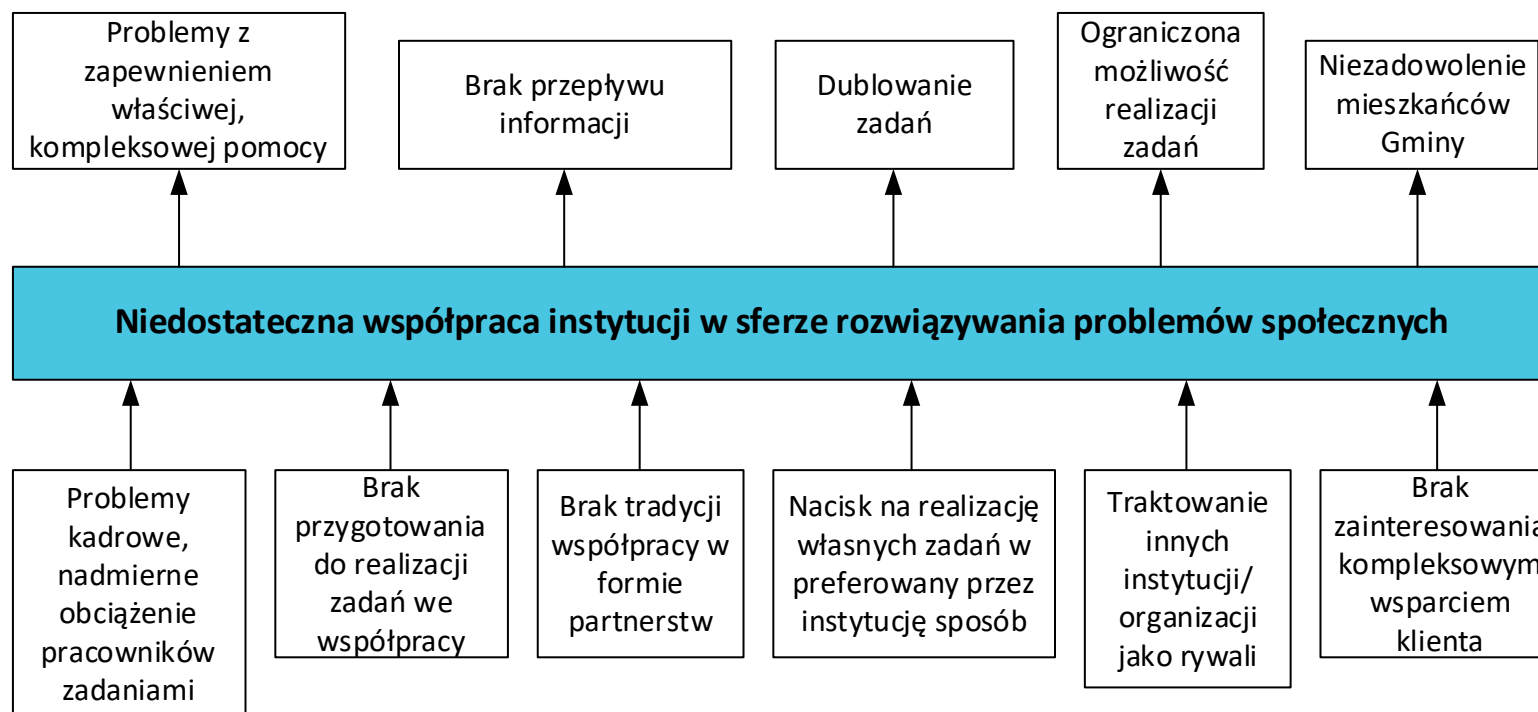 Problemy z
zapewnieniem
właściwej,
kompleksowej pomocy
Brak przepływu
informacji
Dublowanie
zadań
Ograniczona
możliwość
realizacji
zadań
Niezadowolenie
mieszkańców
Gminy
Niedostateczna współpraca instytucji w sferze rozwiązywania problemów społecznych
Problemy
kadrowe,
nadmierne
obciążenie
pracowników
zadaniami
Brak
przygotowania
do realizacji
zadań we
współpracy
Brak tradycji
współpracy w
formie
partnerstw
Nacisk na realizację
własnych zadań w
preferowany przez
instytucję sposób
Traktowanie
innych
instytucji/
organizacji
jako rywali
Brak
zainteresowania
kompleksowym
wsparciem
klienta